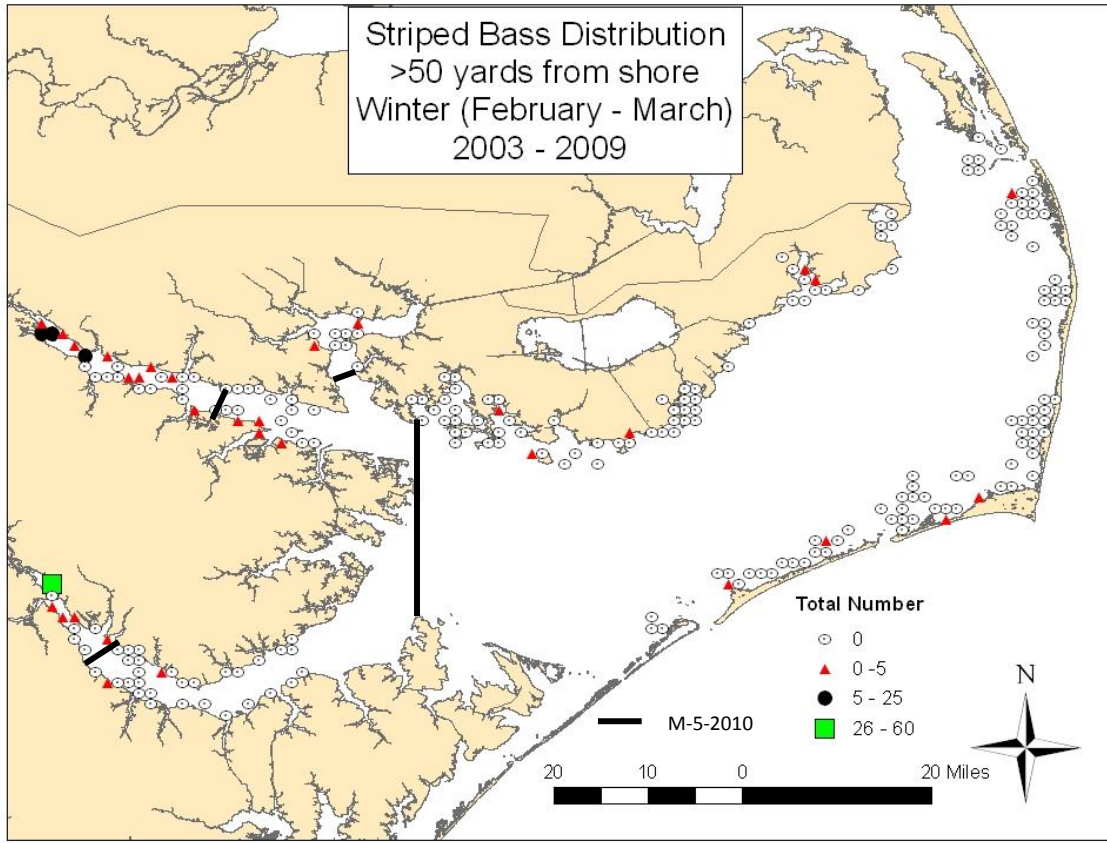 Striped Bass Distribution
>50 yards from shore
Winter (February - March)
2003 - 2009
Total Number
0
0 -5
5 - 25
26 - 60
M-5-2010
N
20 10 0 20 Miles